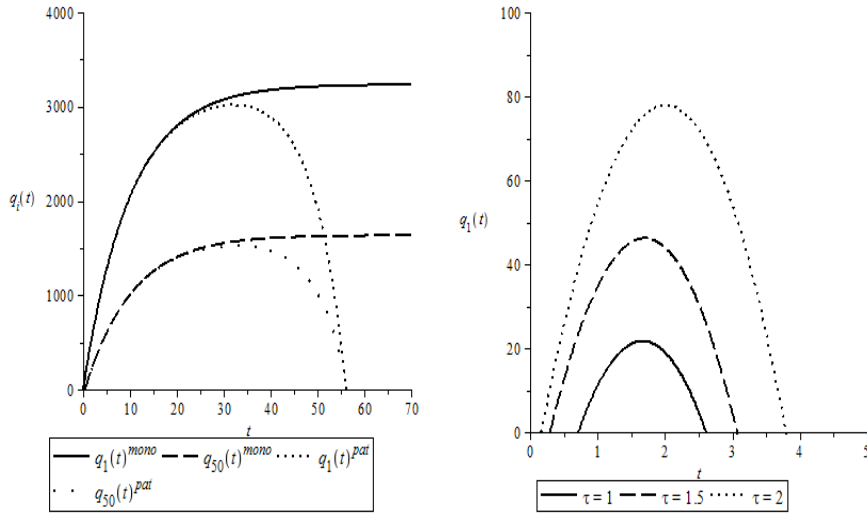 4000
3000
q_i(t)
2000
1000
0
0 10 20 30 40 50 60 70
t
q_1(t)^mono q_50(t)^mono q_1(t)^pat
q_50(t)^pat
100
80
60
q_1(t)
40
20
0
0 1 2 3 4 5
t
τ = 1 τ = 1.5 τ = 2